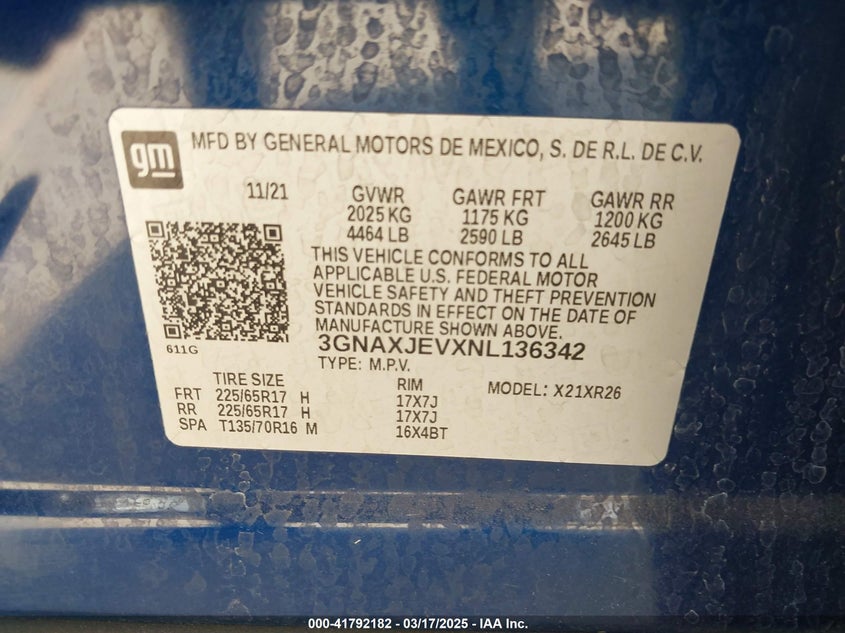 gm
MFD BY GENERAL MOTORS DE MEXICO, S. DE R.L. DE C.V.
11/21 GVWR GAWR FRT GAWR RR
2025 KG 1175 KG 1200 KG
4464 LB 2590 LB 2645 LB
THIS VEHICLE CONFORMS TO ALL
APPLICABLE U.S. FEDERAL MOTOR
VEHICLE SAFETY AND THEFT PREVENTION
STANDARDS IN EFFECT ON THE DATE OF
MANUFACTURE SHOWN ABOVE.
611G
3GNAXJEVXNL136342
TYPE: M.P.V.
TIRE SIZE RIM MODEL: X21XR26
FRT 225/65R17 H 17X7J
RR 225/65R17 H 17X7J
SPA T135/70R16 M 16X4BT
000-41792182 - 03/17/2025 - IAA Inc.